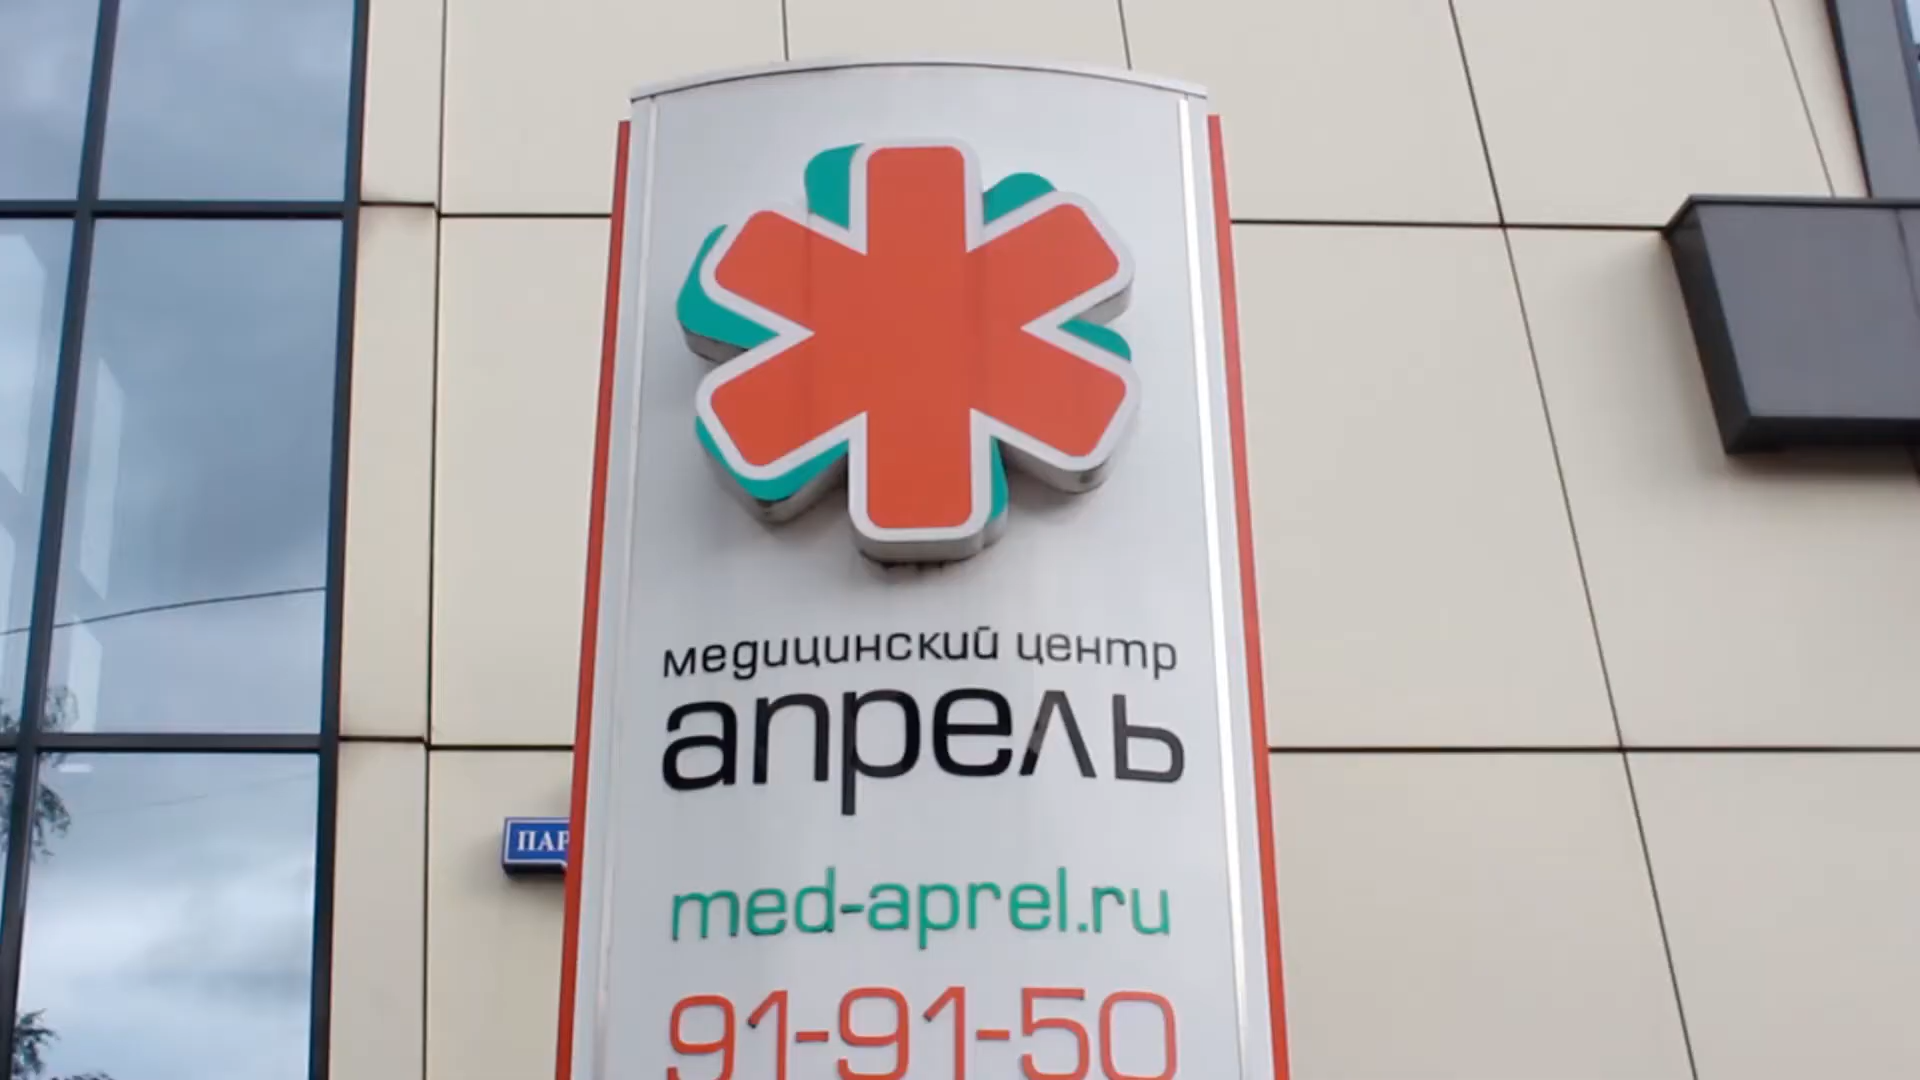 медицинский центр
апрель
med-aprel.ru
91-91-50